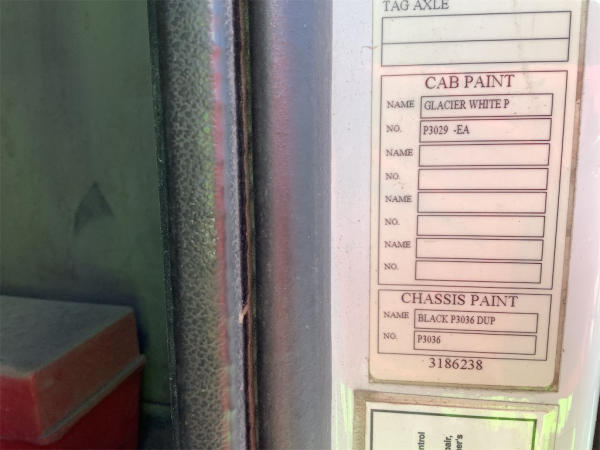 TAG AXLE
CAB PAINT
NAME GLACIER WHITE P
NO. P3029 -EA
NAME
NO.
NAME
NO.
NAME
NO.
CHASSIS PAINT
NAME BLACK P3036 DUP
NO. P3036
3186238